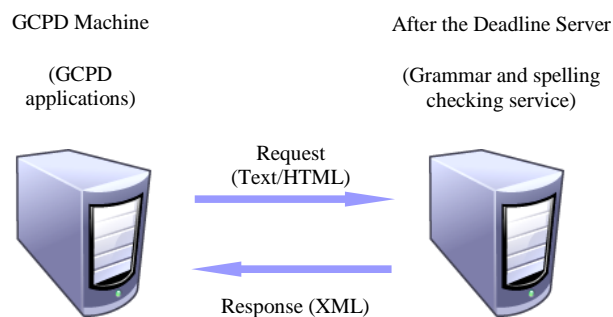 GCPD Machine
(GCPD
applications)
After the Deadline Server
(Grammar and spelling
checking service)
Request
(Text/HTML)
Response (XML)